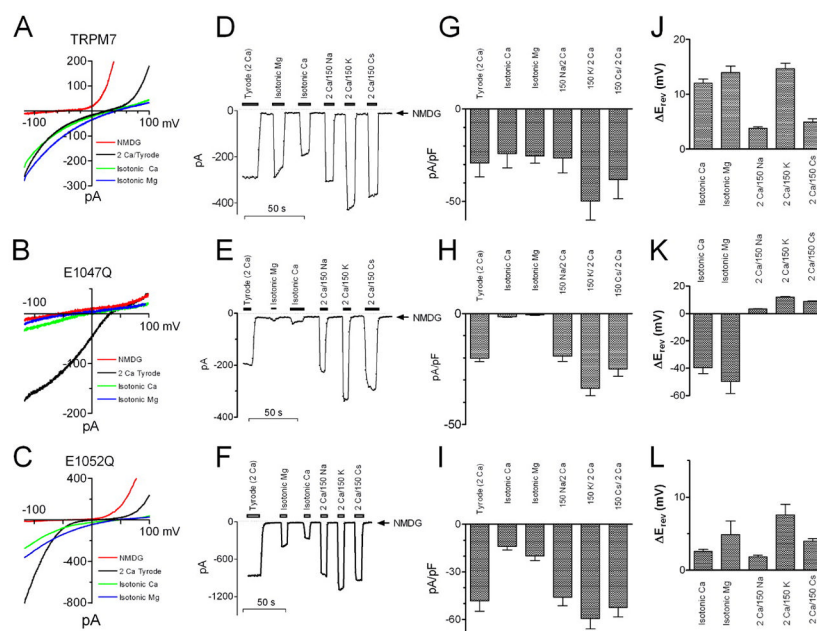 A
TRPM7
200
100
-100
100 mV
-100
-200
-300
pA
NMDG
2 Ca/Tyrode
Isotonic Ca
Isotonic Mg
D
Tyrode (2 Ca)
Isotonic Mg
Isotonic Ca
2 Ca/150 Na
2 Ca/150 K
2 Ca/150 Cs
0
-200
-400
pA
NMDG
50 s
G
Tyrode (2 Ca)
Isotonic Ca
Isotonic Mg
150 Na/2 Ca
150 K/ 2 Ca
150 Cs/ 2 Ca
0
-30
-60
pA/pF
J
20
10
0
ΔErev (mV)
Isotonic Ca
Isotonic Mg
2 Ca/150 Na
2 Ca/150 K
2 Ca/150 Cs
B
E1047Q
-100
100 mV
-100
-200
pA
NMDG
2 Ca Tyrode
Isotonic Ca
Isotonic Mg
E
Tyrode (2 Ca)
Isotonic Mg
Isotonic Ca
2 Ca/150 Na
2 Ca/150 K
2 Ca/150 Cs
0
-200
-400
pA
NMDG
50 s
H
Tyrode (2 Ca)
Isotonic Ca
Isotonic Mg
150 Na/2 Ca
150 K/ 2 Ca
150 Cs/ 2 Ca
0
-50
pA/pF
K
Isotonic Ca
Isotonic Mg
2 Ca/150 Na
2 Ca/150 K
2 Ca/150 Cs
20
0
-20
-40
-60
ΔErev (mV)
C
E1052Q
400
-100
100 mV
-400
-800
pA
NMDG
2 Ca Tyrode
Isotonic Ca
Isotonic Mg
F
Tyrode (2 Ca)
Isotonic Mg
Isotonic Ca
2 Ca/150 Na
2 Ca/150 K
2 Ca/150 Cs
0
-600
-1200
pA
NMDG
50 s
I
Tyrode (2 Ca)
Isotonic Ca
Isotonic Mg
150 Na/2 Ca
150 K/ 2 Ca
150 Cs/ 2 Ca
0
-20
-40
-60
pA/pF
L
10
5
0
ΔErev (mV)
Isotonic Ca
Isotonic Mg
2 Ca/150 Na
2 Ca/150 K
2 Ca/150 Cs